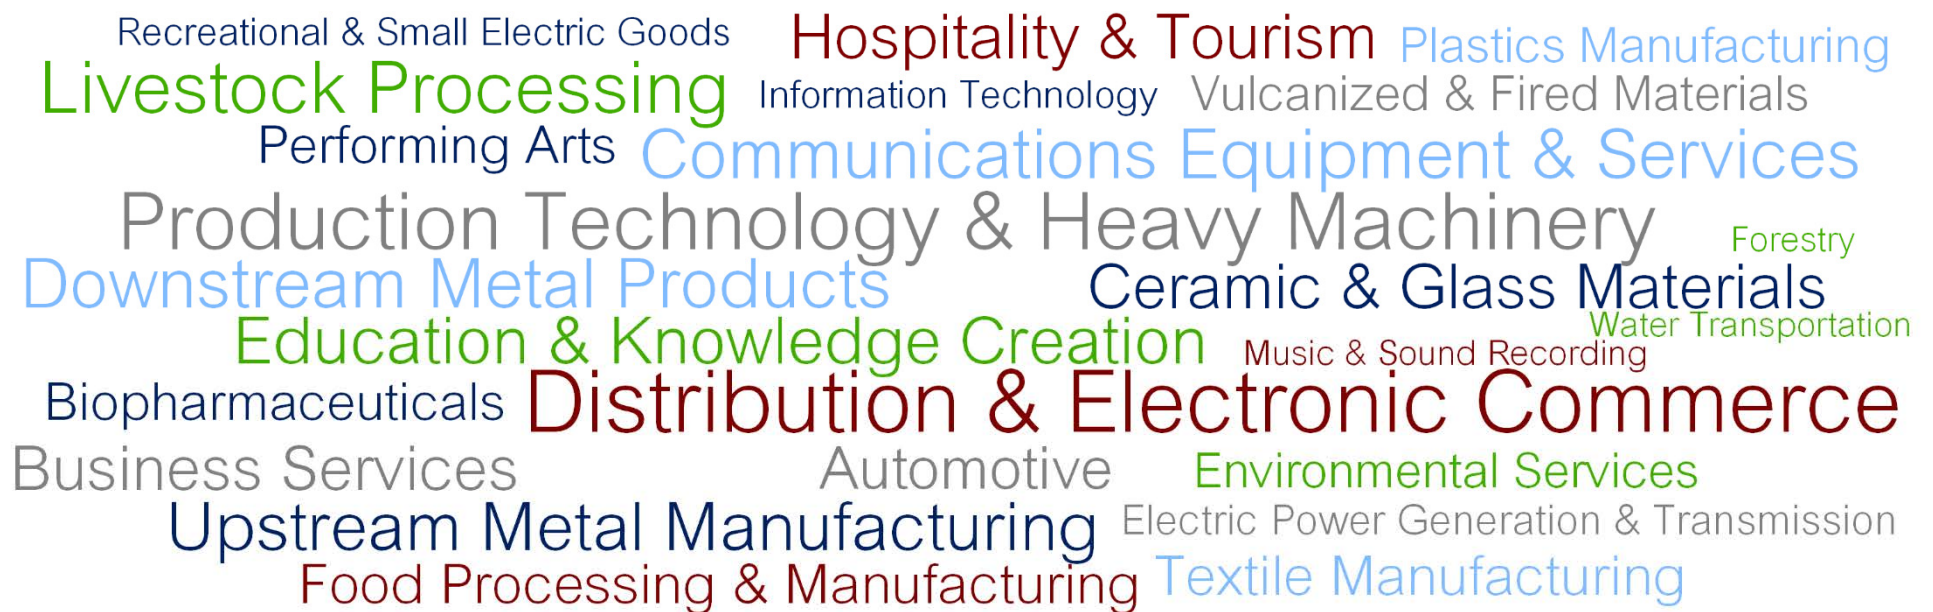 Recreational & Small Electric Goods
Hospitality & Tourism
Plastics Manufacturing
Livestock Processing
Information Technology
Vulcanized & Fired Materials
Performing Arts
Communications Equipment & Services
Production Technology & Heavy Machinery
Forestry
Downstream Metal Products
Ceramic & Glass Materials
Water Transportation
Education & Knowledge Creation
Music & Sound Recording
Biopharmaceuticals
Distribution & Electronic Commerce
Business Services
Automotive
Environmental Services
Upstream Metal Manufacturing
Electric Power Generation & Transmission
Food Processing & Manufacturing
Textile Manufacturing